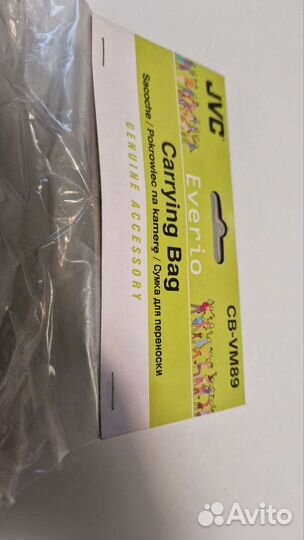 JVC
CB-VM89
Everio
Carrying Bag
Sacoche / Pokrowiec na kamerę / Сумка для переноски
GENUINE ACCESSORY
Avito